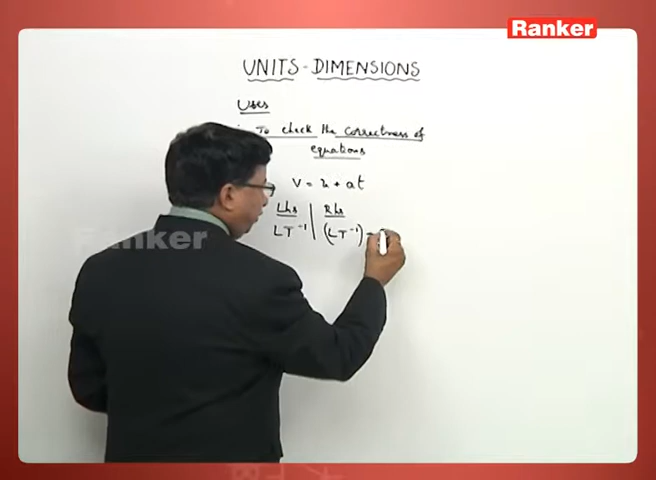 Ranker
UNITS - DIMENSIONS
Uses
To check the correctness of
equations
V = u + at
Lhs | Rhs
LT⁻¹ | (LT⁻¹) +
Ranker